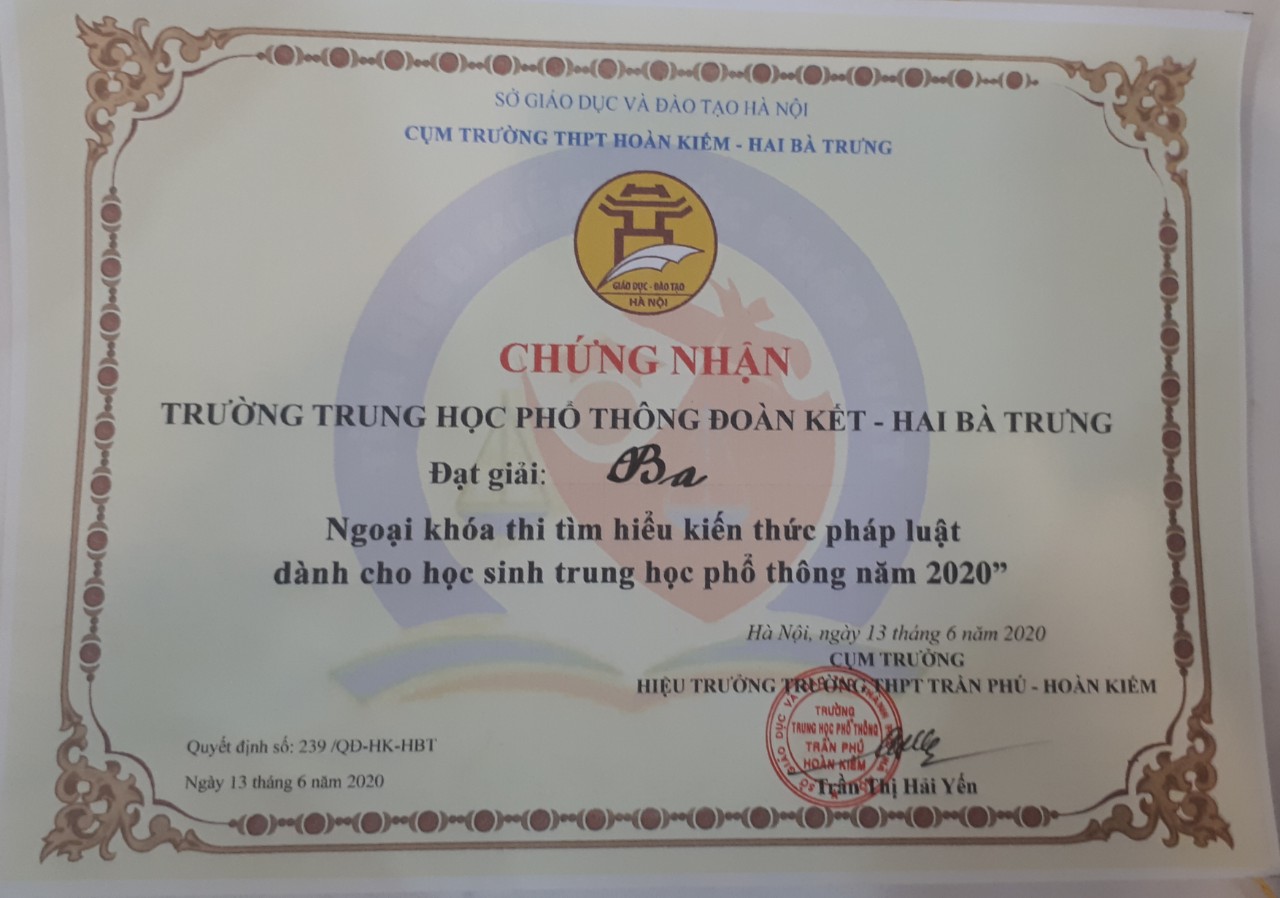 SỞ GIÁO DỤC VÀ ĐÀO TẠO HÀ NỘI
CỤM TRƯỜNG THPT HOÀN KIẾM - HAI BÀ TRƯNG
GIÁO DỤC - ĐÀO TẠO
HÀ NỘI
CHỨNG NHẬN
TRƯỜNG TRUNG HỌC PHỔ THÔNG ĐOÀN KẾT - HAI BÀ TRƯNG
Đạt giải: Ba
Ngoại khóa thi tìm hiểu kiến thức pháp luật
dành cho học sinh trung học phổ thông năm 2020”
Hà Nội, ngày 13 tháng 6 năm 2020
CỤM TRƯỜNG
HIỆU TRƯỞNG TRƯỜNG THPT TRẦN PHÚ - HOÀN KIẾM
TRƯỜNG
TRUNG HỌC PHỔ THÔNG
TRẦN PHÚ
HOÀN KIẾM
Trần Thị Hải Yến
Quyết định số: 239 /QĐ-HK-HBT
Ngày 13 tháng 6 năm 2020